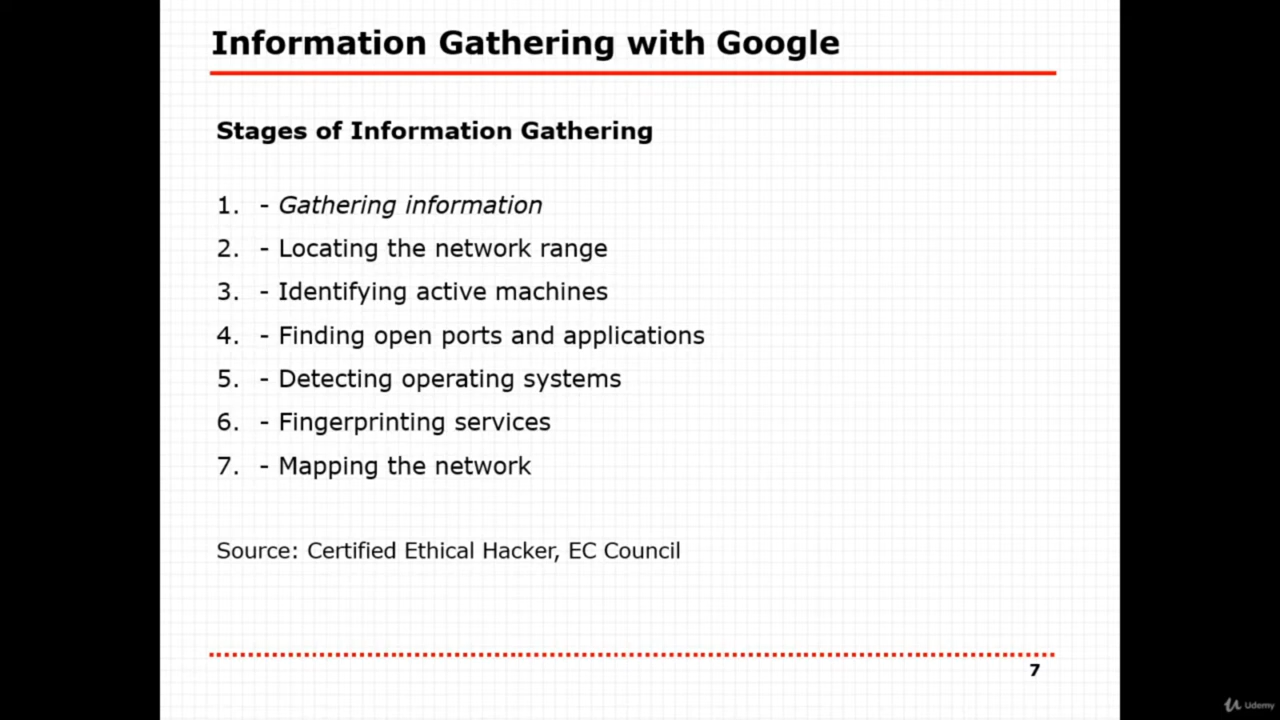 Information Gathering with Google
Stages of Information Gathering
1. - Gathering information
2. - Locating the network range
3. - Identifying active machines
4. - Finding open ports and applications
5. - Detecting operating systems
6. - Fingerprinting services
7. - Mapping the network
Source: Certified Ethical Hacker, EC Council
7
Udemy